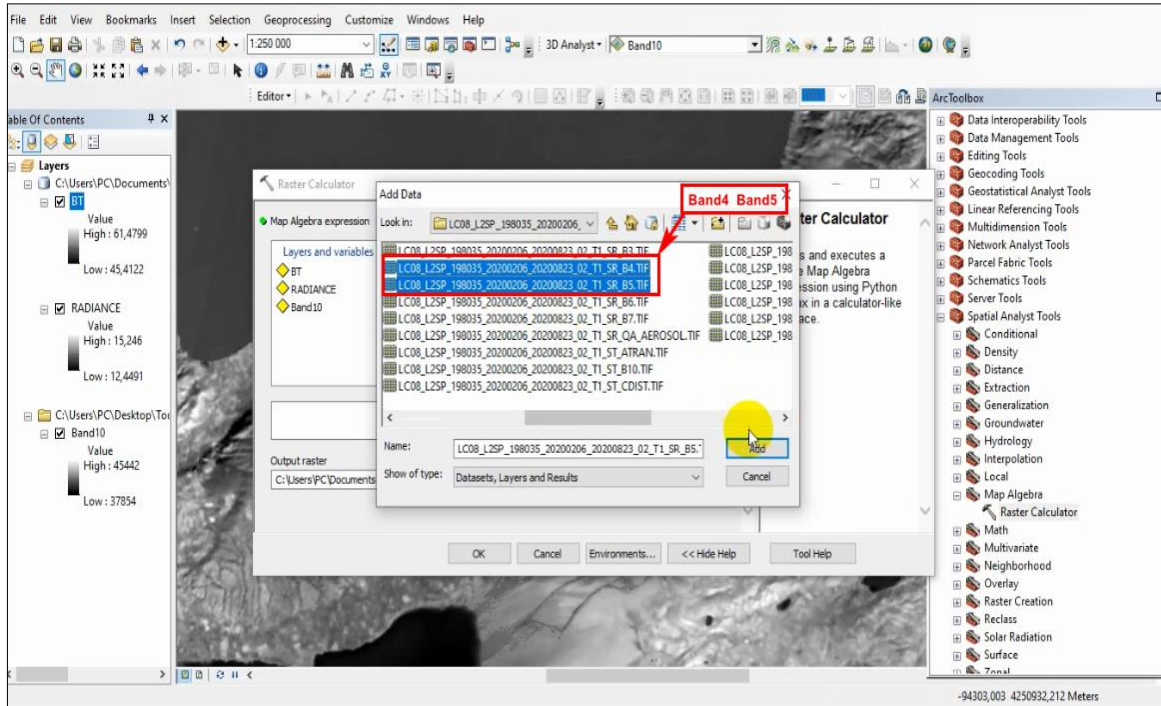 File Edit View Bookmarks Insert Selection Geoprocessing Customize Windows Help
1:250 000
3D Analyst
Band10
Editor
able Of Contents
Layers
C:\Users\PC\Documents\
BT
Value
High : 61,4799
Low : 45,4122
RADIANCE
Value
High : 15,246
Low : 12,4491
C:\Users\PC\Desktop\Too
Band10
Value
High : 45442
Low : 37854
Raster Calculator
Map Algebra expression
Layers and variables
BT
RADIANCE
Band10
Output raster
C:\Users\PC\Documents
Add Data
Look in:
LC08_L2SP_198035_20200206_
Band4 Band5
LC08_L2SP_198035_20200206_20200823_02_T1_SR_B3.TIF
LC08_L2SP_198035_20200206_20200823_02_T1_SR_B4.TIF
LC08_L2SP_198035_20200206_20200823_02_T1_SR_B5.TIF
LC08_L2SP_198035_20200206_20200823_02_T1_SR_B6.TIF
LC08_L2SP_198035_20200206_20200823_02_T1_SR_B7.TIF
LC08_L2SP_198035_20200206_20200823_02_T1_SR_QA_AEROSOL.TIF
LC08_L2SP_198035_20200206_20200823_02_T1_ST_ATRAN.TIF
LC08_L2SP_198035_20200206_20200823_02_T1_ST_B10.TIF
LC08_L2SP_198035_20200206_20200823_02_T1_ST_CDIST.TIF
LC08_L2SP_198
LC08_L2SP_198
LC08_L2SP_198
LC08_L2SP_198
LC08_L2SP_198
LC08_L2SP_198
Name:
LC08_L2SP_198035_20200206_20200823_02_T1_SR_B5.T
Add
Show of type:
Datasets, Layers and Results
Cancel
ter Calculator
s and executes a
e Map Algebra
ession using Python
ax in a calculator-like
ace.
OK
Cancel
Environments...
<< Hide Help
Tool Help
ArcToolbox
Data Interoperability Tools
Data Management Tools
Editing Tools
Geocoding Tools
Geostatistical Analyst Tools
Linear Referencing Tools
Multidimension Tools
Network Analyst Tools
Parcel Fabric Tools
Schematics Tools
Server Tools
Spatial Analyst Tools
Conditional
Density
Distance
Extraction
Generalization
Groundwater
Hydrology
Interpolation
Local
Map Algebra
Raster Calculator
Math
Multivariate
Neighborhood
Overlay
Raster Creation
Reclass
Solar Radiation
Surface
Zonal
-94303,003 4250932,212 Meters